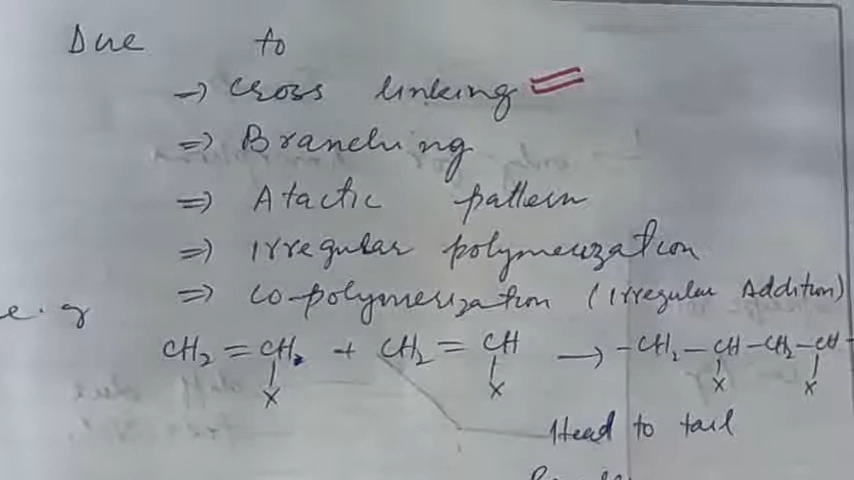 Due to
→ Cross linking
⇒ Branching
⇒ Atactic pattern
⇒ Irregular polymerization
⇒ Co-polymerization (Irregular Addition)
e.g
CH₂ = CH₂ + CH₂ = CH → -CH₂ - CH - CH₂ - CH -
X X X X
Head to tail